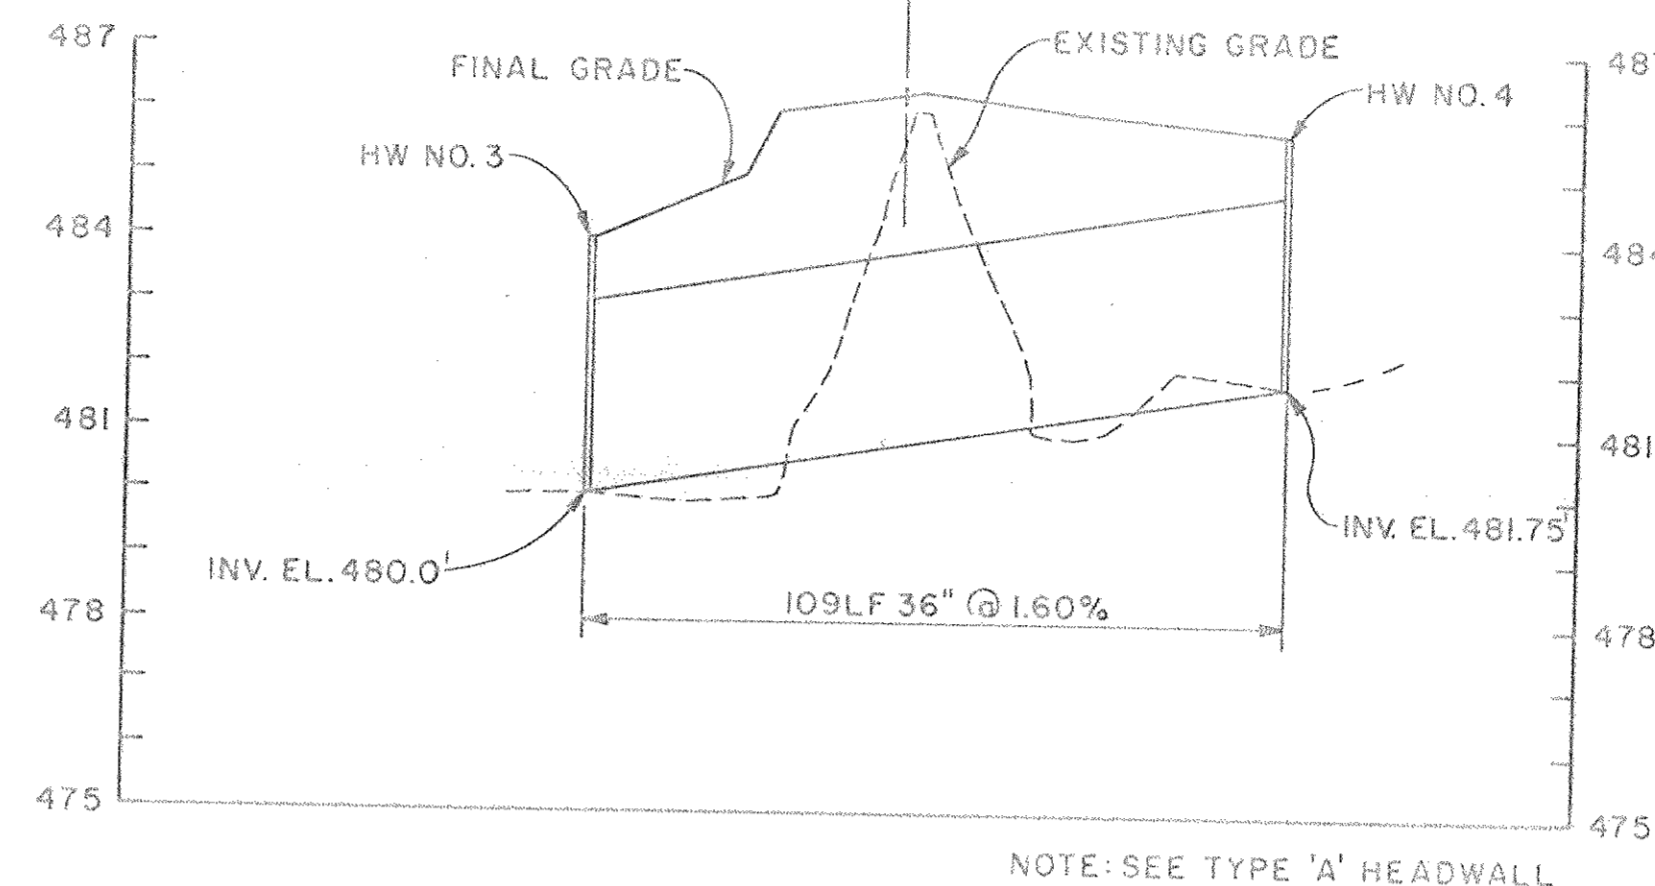 487
EXISTING GRADE
FINAL GRADE
HW NO. 4
HW NO. 3
484
481
481
INV. EL. 481.75'
INV. EL. 480.0'
109LF 36" @ 1.60%
478
478
475
475
NOTE: SEE TYPE 'A' HEADWALL